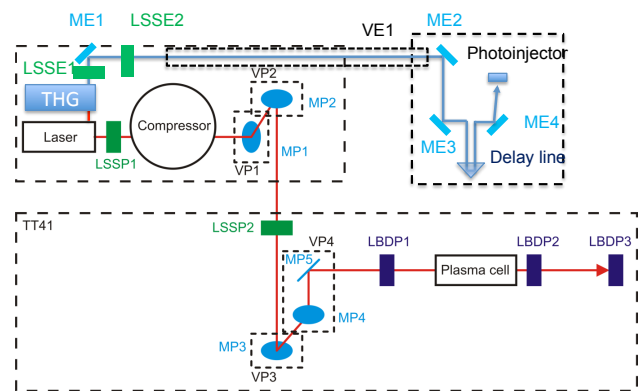 ME1
LSSE2
VE1
ME2
LSSE1
THG
VP2
Photoinjector
MP2
Laser
Compressor
MP1
ME3
ME4
LSSP1
VP1
Delay line
TT41
LSSP2
VP4
LBDP1
LBDP2
LBDP3
MP5
Plasma cell
MP4
MP3
VP3